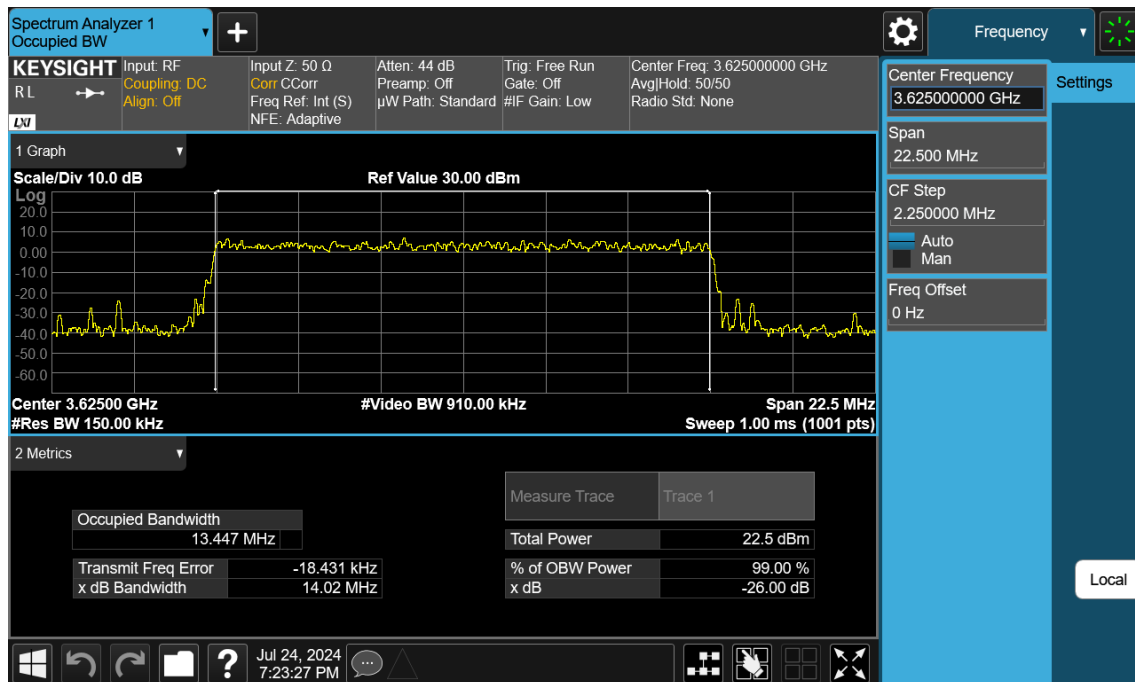 Spectrum Analyzer 1
Occupied BW
Frequency
KEYSIGHT
R L
LXI
Input: RF
Coupling: DC
Align: Off
Input Z: 50 Ω
Corr CCorr
Freq Ref: Int (S)
NFE: Adaptive
Atten: 44 dB
Preamp: Off
µW Path: Standard
Trig: Free Run
Gate: Off
#IF Gain: Low
Center Freq: 3.625000000 GHz
Avg|Hold: 50/50
Radio Std: None
Center Frequency
3.625000000 GHz
Settings
Span
22.500 MHz
CF Step
2.250000 MHz
Auto
Man
Freq Offset
0 Hz
Local
1 Graph
Scale/Div 10.0 dB
Ref Value 30.00 dBm
Log
20.0
10.0
0.00
-10.0
-20.0
-30.0
-40.0
-50.0
-60.0
Center 3.62500 GHz
#Video BW 910.00 kHz
Span 22.5 MHz
#Res BW 150.00 kHz
Sweep 1.00 ms (1001 pts)
2 Metrics
Measure Trace
Trace 1
Occupied Bandwidth
13.447 MHz
Total Power
22.5 dBm
Transmit Freq Error
-18.431 kHz
% of OBW Power
99.00 %
x dB Bandwidth
14.02 MHz
x dB
-26.00 dB
?
Jul 24, 2024
7:23:27 PM